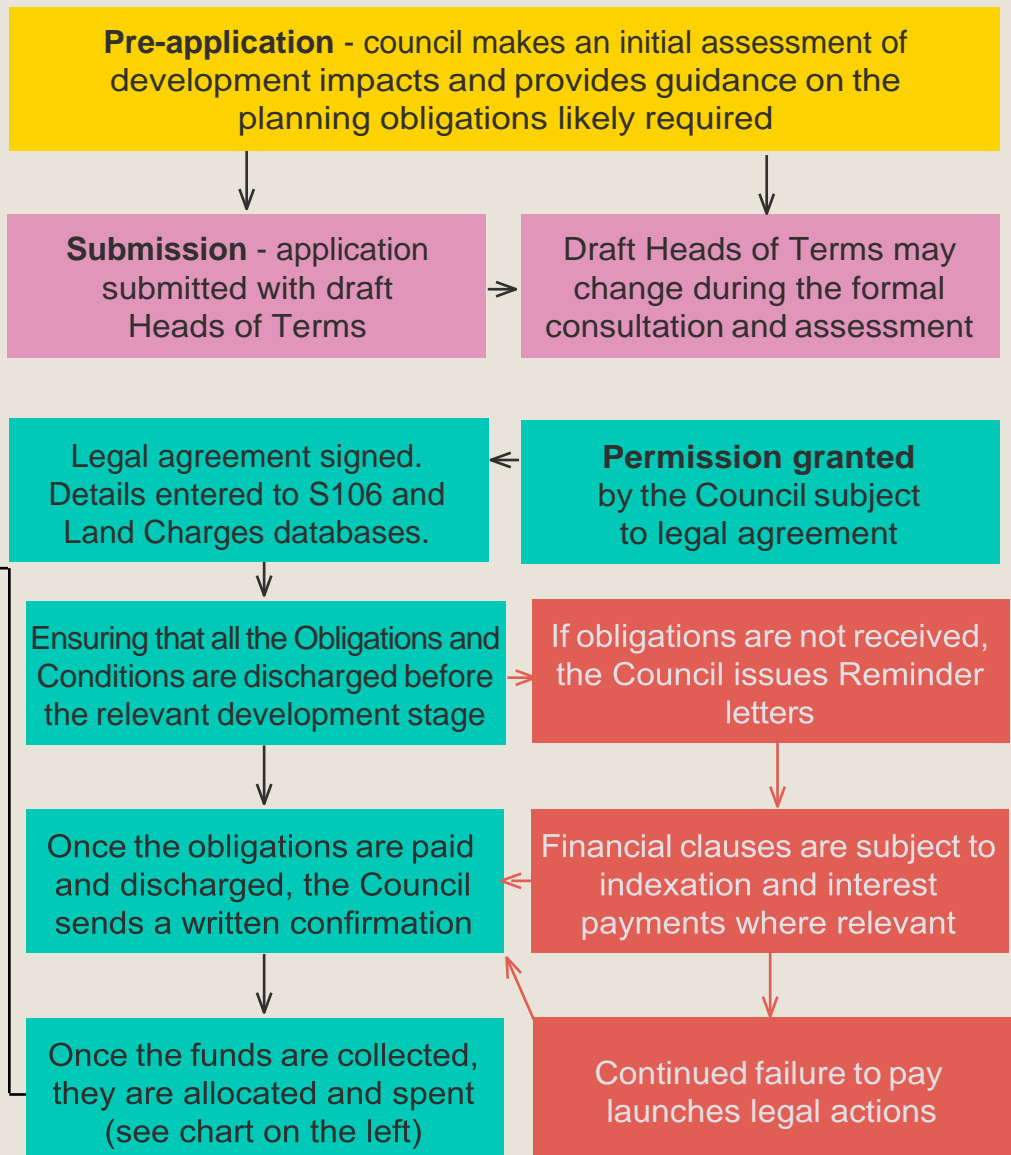 Pre-application - council makes an initial assessment of
development impacts and provides guidance on the
planning obligations likely required
Submission - application
submitted with draft
Heads of Terms
Draft Heads of Terms may
change during the formal
consultation and assessment
Permission granted
by the Council subject
to legal agreement
Legal agreement signed.
Details entered to S106 and
Land Charges databases.
Ensuring that all the Obligations and
Conditions are discharged before
the relevant development stage
If obligations are not received,
the Council issues Reminder
letters
Financial clauses are subject to
indexation and interest
payments where relevant
Once the obligations are paid
and discharged, the Council
sends a written confirmation
Continued failure to pay
launches legal actions
Once the funds are collected,
they are allocated and spent
(see chart on the left)